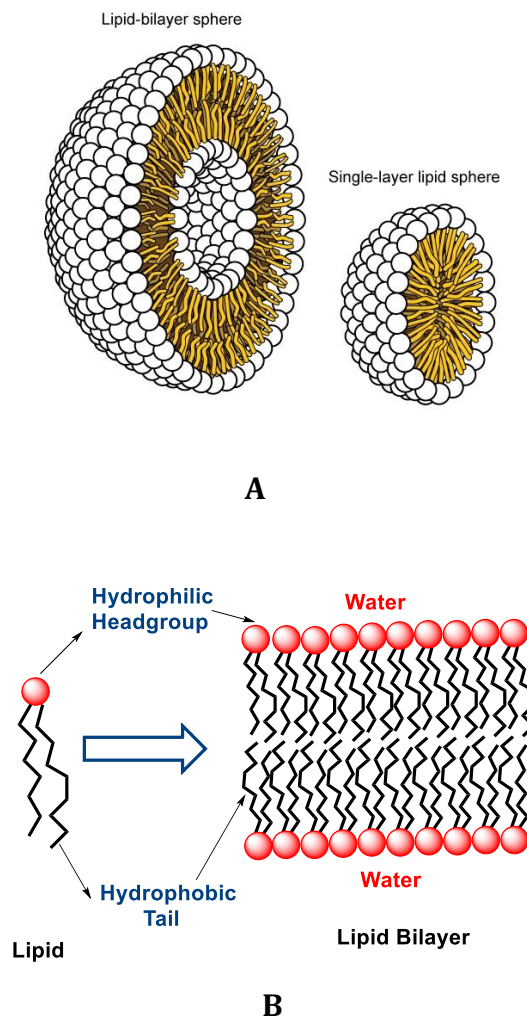 Lipid-bilayer sphere
Single-layer lipid sphere
A
Hydrophilic
Headgroup
Water
Water
Hydrophobic
Tail
Lipid
Lipid Bilayer
B